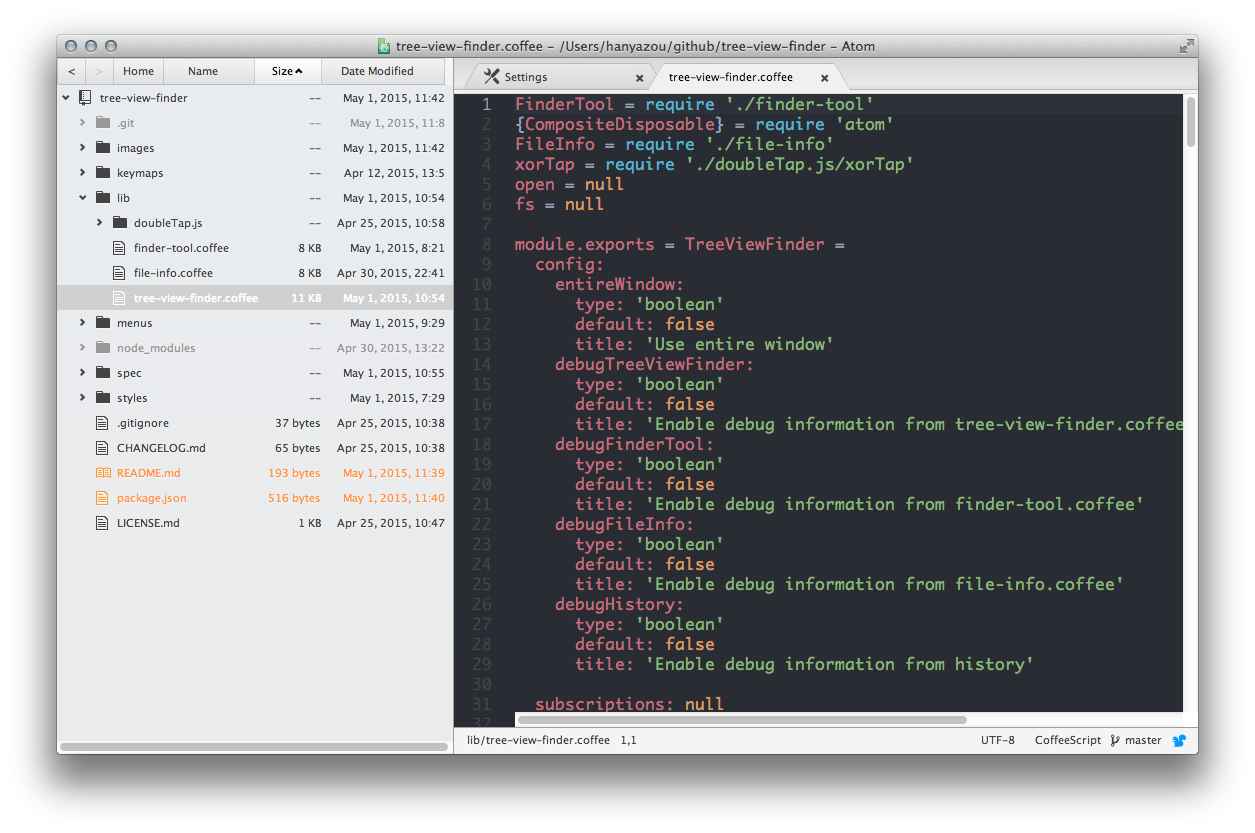 tree-view-finder.coffee – /Users/hanyazou/github/tree-view-finder – Atom
< > Home Name Size Date Modified
tree-view-finder -- May 1, 2015, 11:42
.git -- May 1, 2015, 11:8
images -- May 1, 2015, 11:42
keymaps -- Apr 12, 2015, 13:5
lib -- May 1, 2015, 10:54
doubleTap.js -- Apr 25, 2015, 10:58
finder-tool.coffee 8 KB May 1, 2015, 8:21
file-info.coffee 8 KB Apr 30, 2015, 22:41
tree-view-finder.coffee 11 KB May 1, 2015, 10:54
menus -- May 1, 2015, 9:29
node_modules -- Apr 30, 2015, 13:22
spec -- May 1, 2015, 10:55
styles -- May 1, 2015, 7:29
.gitignore 37 bytes Apr 25, 2015, 10:38
CHANGELOG.md 65 bytes Apr 25, 2015, 10:38
README.md 193 bytes May 1, 2015, 11:39
package.json 516 bytes May 1, 2015, 11:40
LICENSE.md 1 KB Apr 25, 2015, 10:47
Settings × tree-view-finder.coffee ×
1 FinderTool = require './finder-tool'
2 {CompositeDisposable} = require 'atom'
3 FileInfo = require './file-info'
4 xorTap = require './doubleTap.js/xorTap'
5 open = null
6 fs = null
7
8 module.exports = TreeViewFinder =
9 config:
10 entireWindow:
11 type: 'boolean'
12 default: false
13 title: 'Use entire window'
14 debugTreeViewFinder:
15 type: 'boolean'
16 default: false
17 title: 'Enable debug information from tree-view-finder.coffee
18 debugFinderTool:
19 type: 'boolean'
20 default: false
21 title: 'Enable debug information from finder-tool.coffee'
22 debugFileInfo:
23 type: 'boolean'
24 default: false
25 title: 'Enable debug information from file-info.coffee'
26 debugHistory:
27 type: 'boolean'
28 default: false
29 title: 'Enable debug information from history'
30
31 subscriptions: null
32
lib/tree-view-finder.coffee 1,1 UTF-8 CoffeeScript master